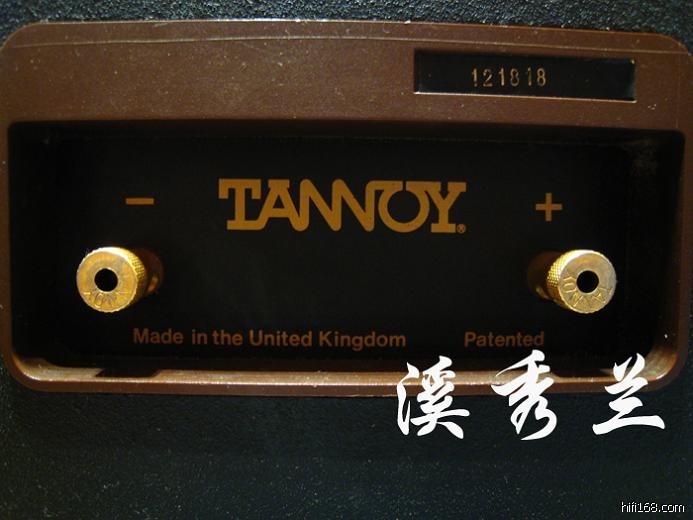 121818
− TANNOY® +
Made in the United Kingdom Patented
溪秀兰
hifi168.com